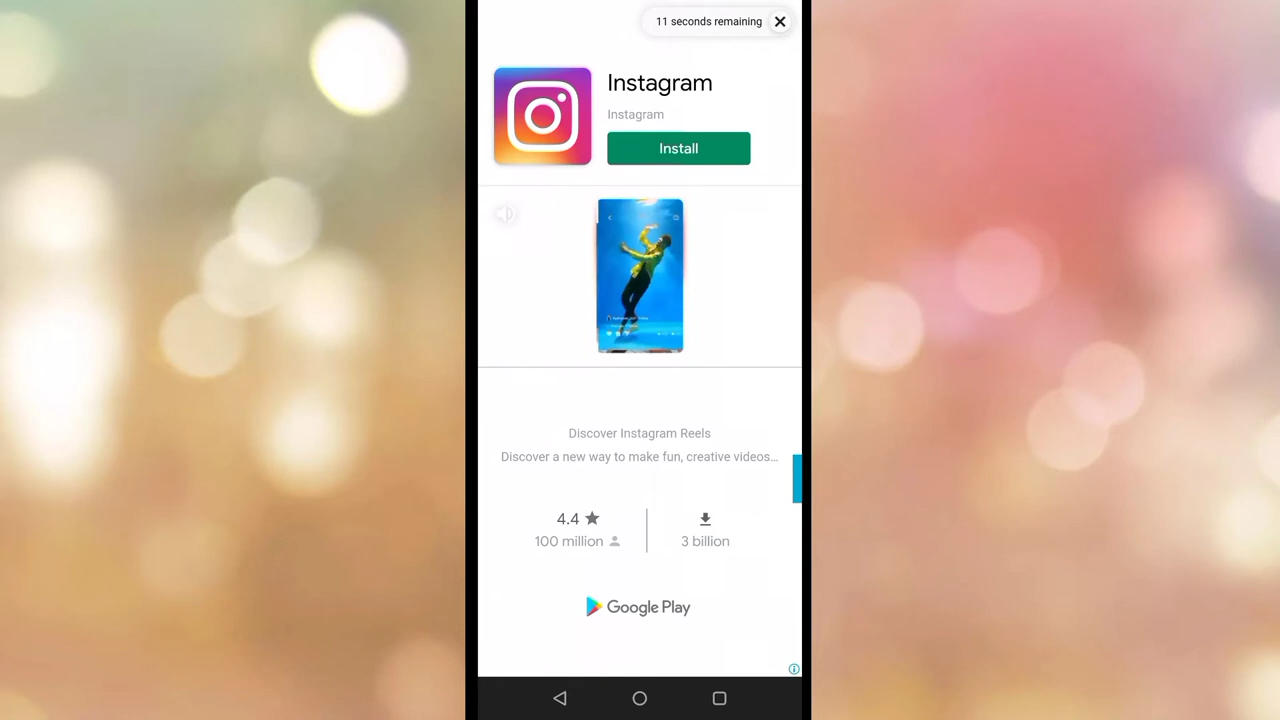 11 seconds remaining
Instagram
Instagram
Install
Discover Instagram Reels
Discover a new way to make fun, creative videos…
4.4
100 million
3 billion
Google Play